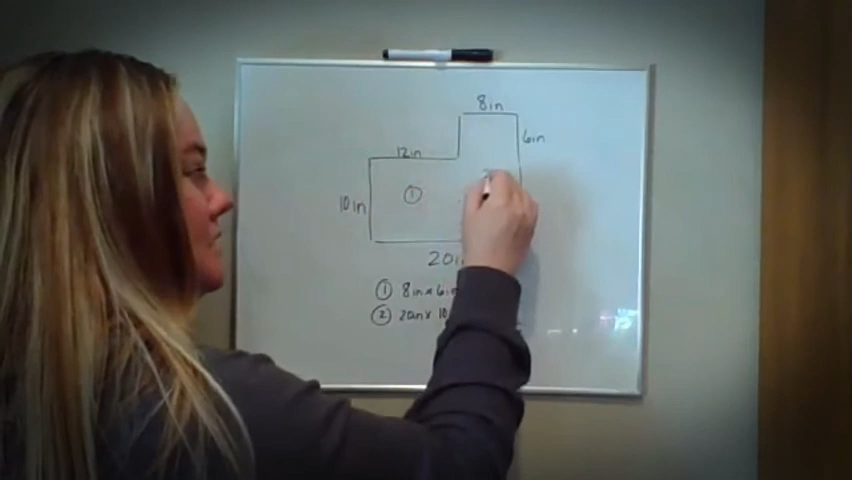 8in
6in
12in
①
10in
20in
① 8in x 6in
② 20in x 10